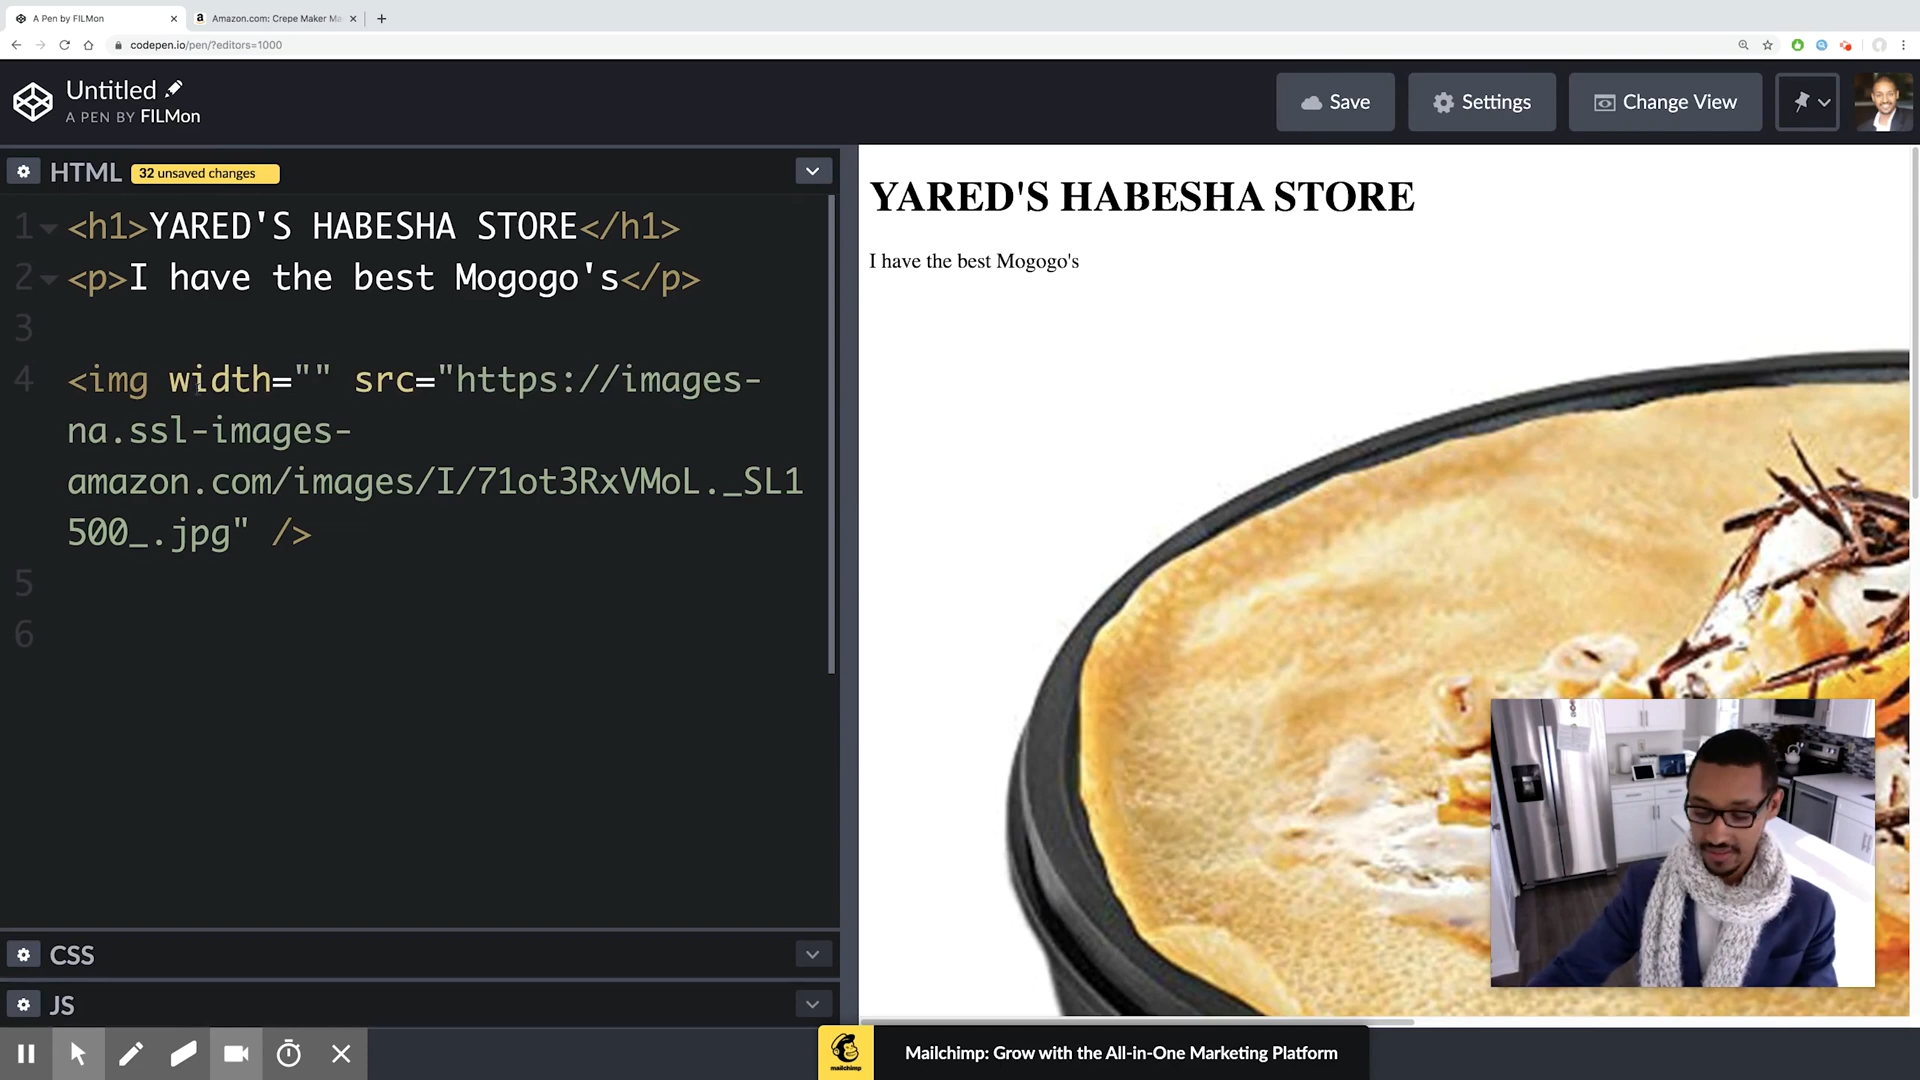 A Pen by FILMon
Amazon.com: Crepe Maker Ma
codepen.io/pen/?editors=1000
Untitled
A PEN BY FILMon
Save
Settings
Change View
HTML
32 unsaved changes
1 <h1>YARED'S HABESHA STORE</h1>
2 <p>I have the best Mogogo's</p>
3
4 <img width="" src="https://images-
na.ssl-images-
amazon.com/images/I/71ot3RxVMoL._SL1
500_.jpg" />
5
6
CSS
JS
YARED'S HABESHA STORE
I have the best Mogogo's
mailchimp
Mailchimp: Grow with the All-in-One Marketing Platform